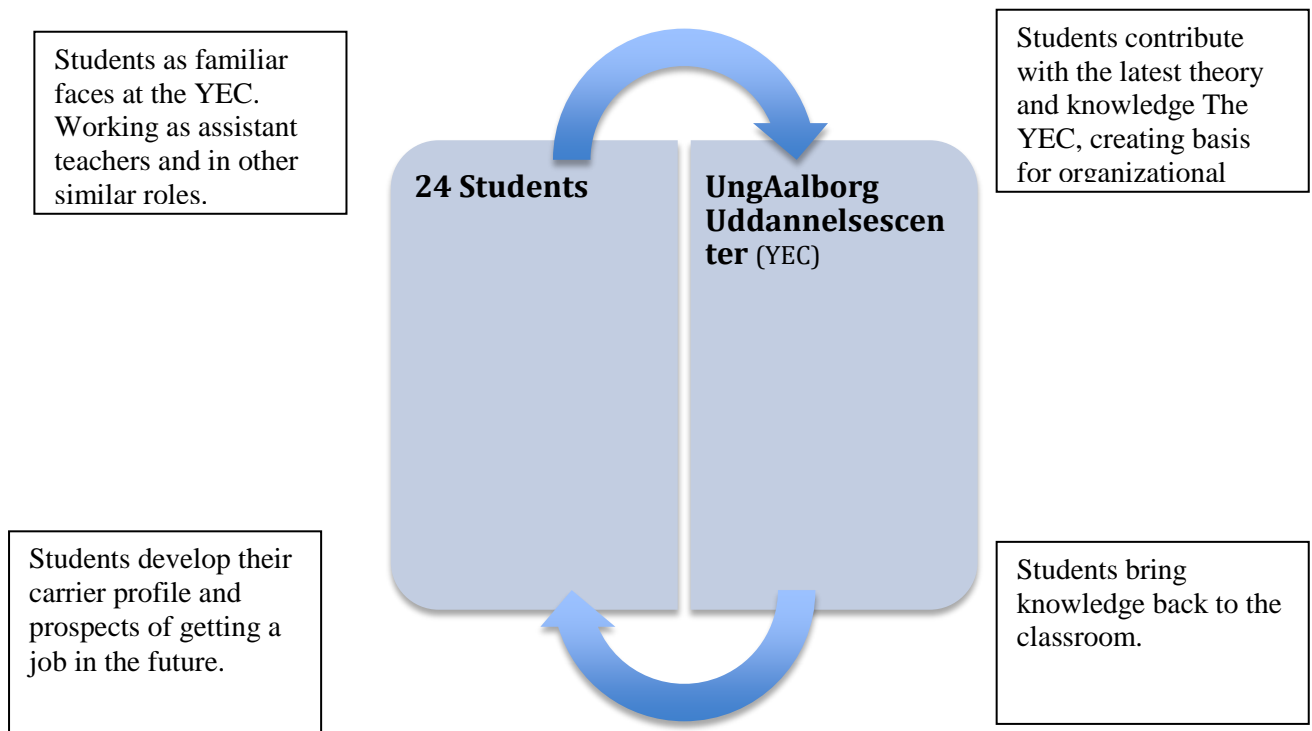 Students as familiar
faces at the YEC.
Working as assistant
teachers and in other
similar roles.
24 Students
UngAalborg
Uddannelsescen
ter (YEC)
Students contribute
with the latest theory
and knowledge The
YEC, creating basis
for organizational
Students develop their
carrier profile and
prospects of getting a
job in the future.
Students bring
knowledge back to the
classroom.